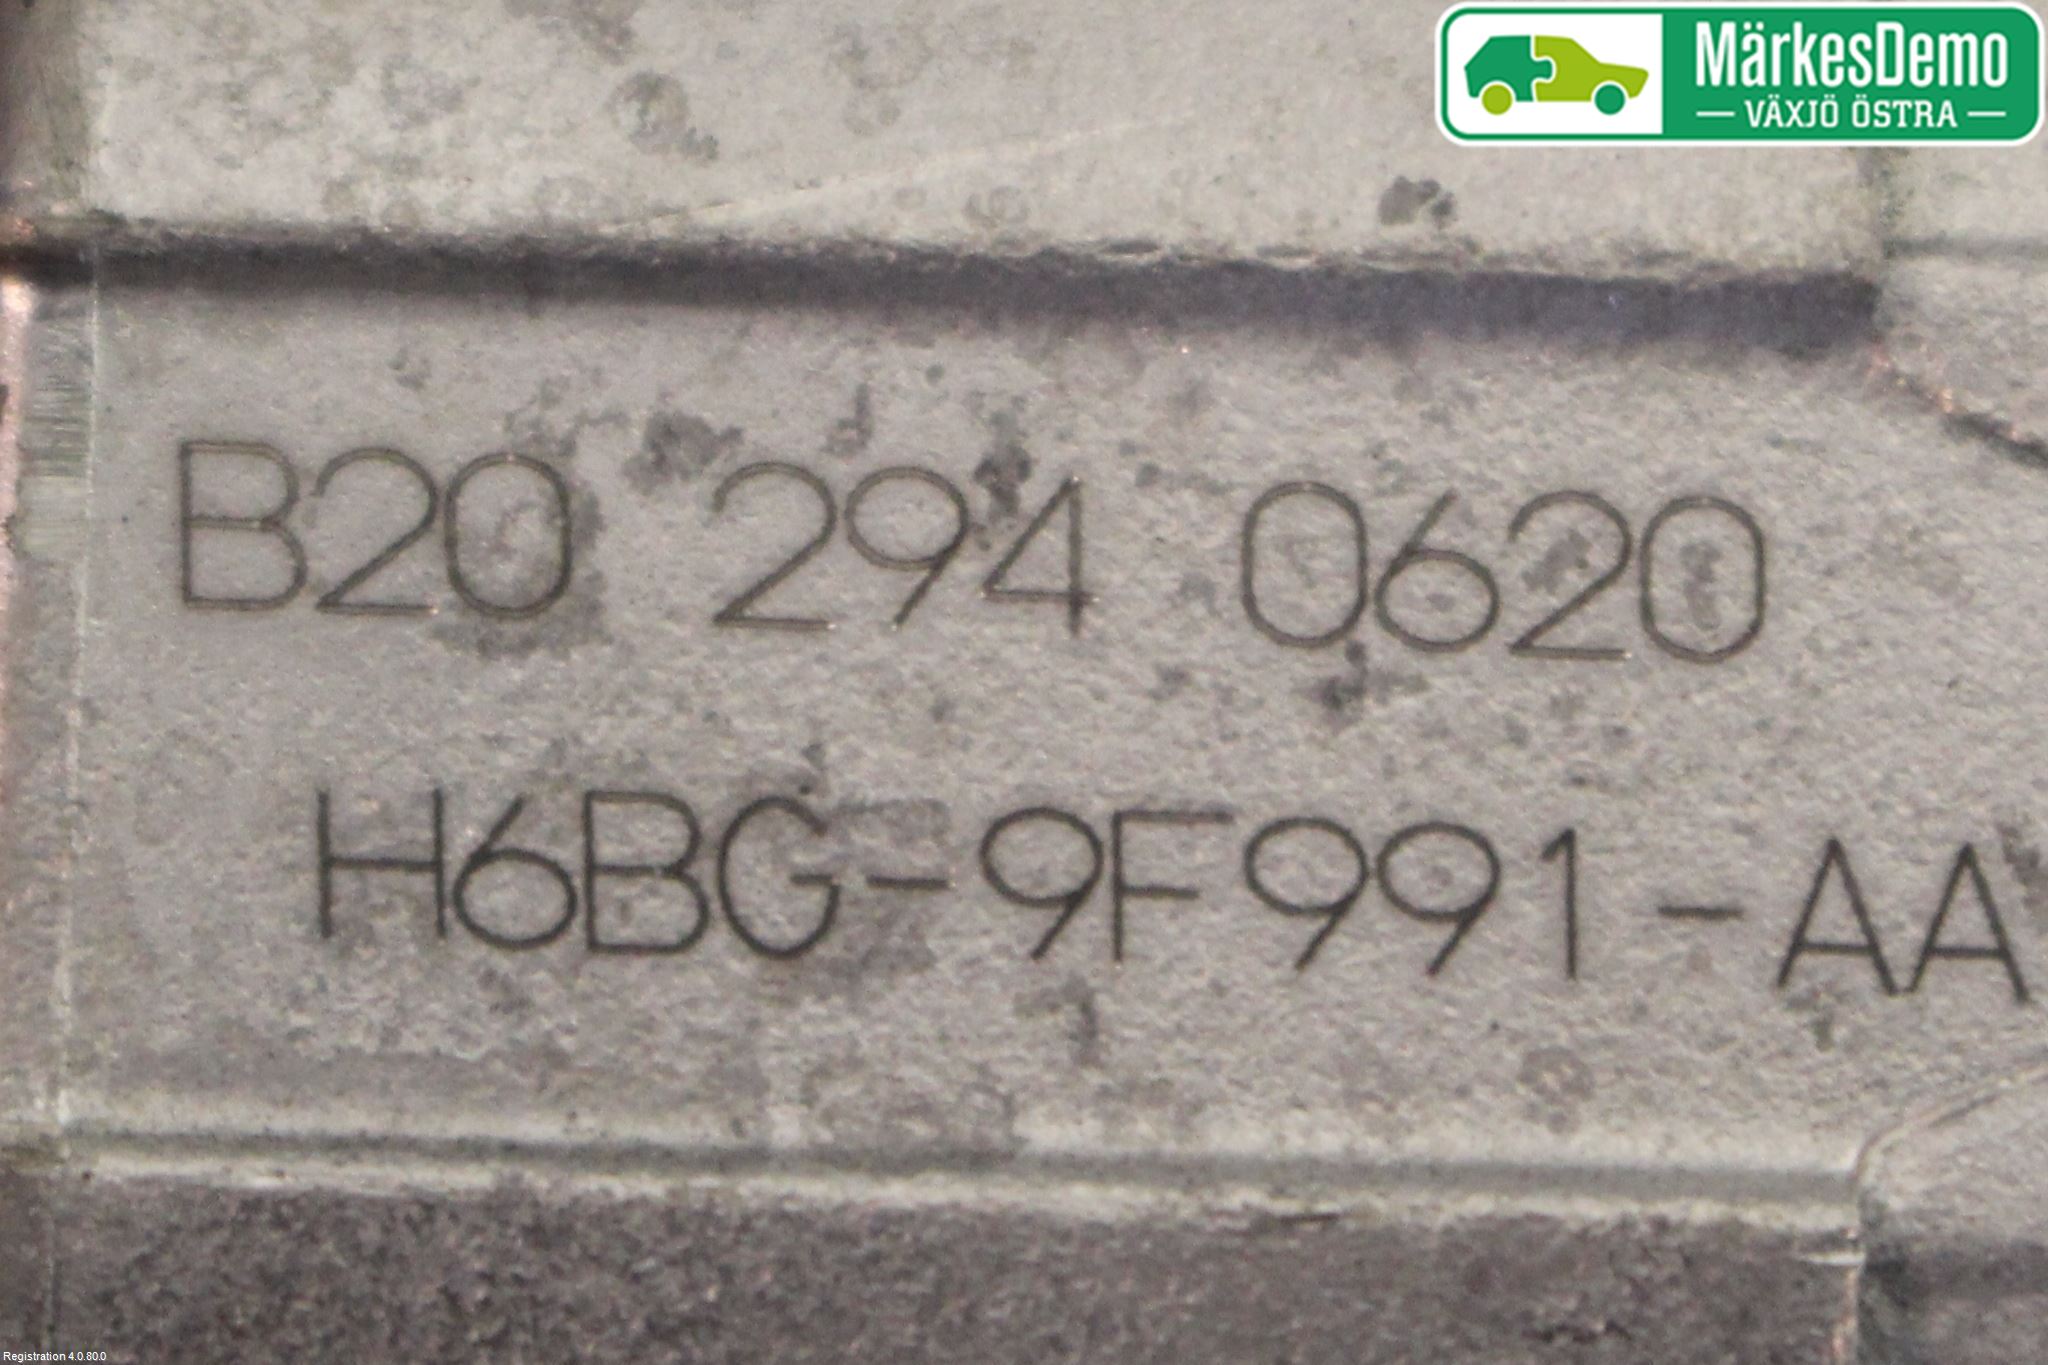 MärkesDemo
— VÄXJÖ ÖSTRA —
B20 294 0620
H6BG-9F991-AA
Registration 4.0.80.0